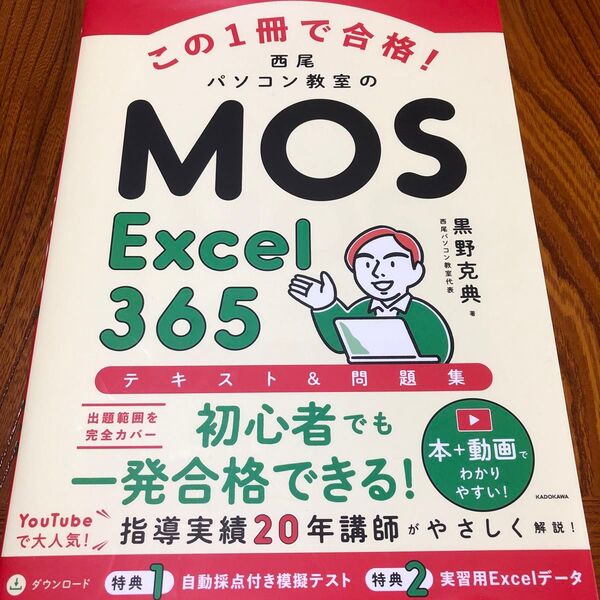 この1冊で合格！
西尾
パソコン教室の
MOS
Excel
365
黒野克典 著
西尾パソコン教室代表
テキスト&問題集
出題範囲を
完全カバー
初心者でも
一発合格できる！
本+動画で
わかり
やすい！
KADOKAWA
YouTube
で大人気！
指導実績20年講師がやさしく解説！
ダウンロード
特典1 自動採点付き模擬テスト
特典2 実習用Excelデータ